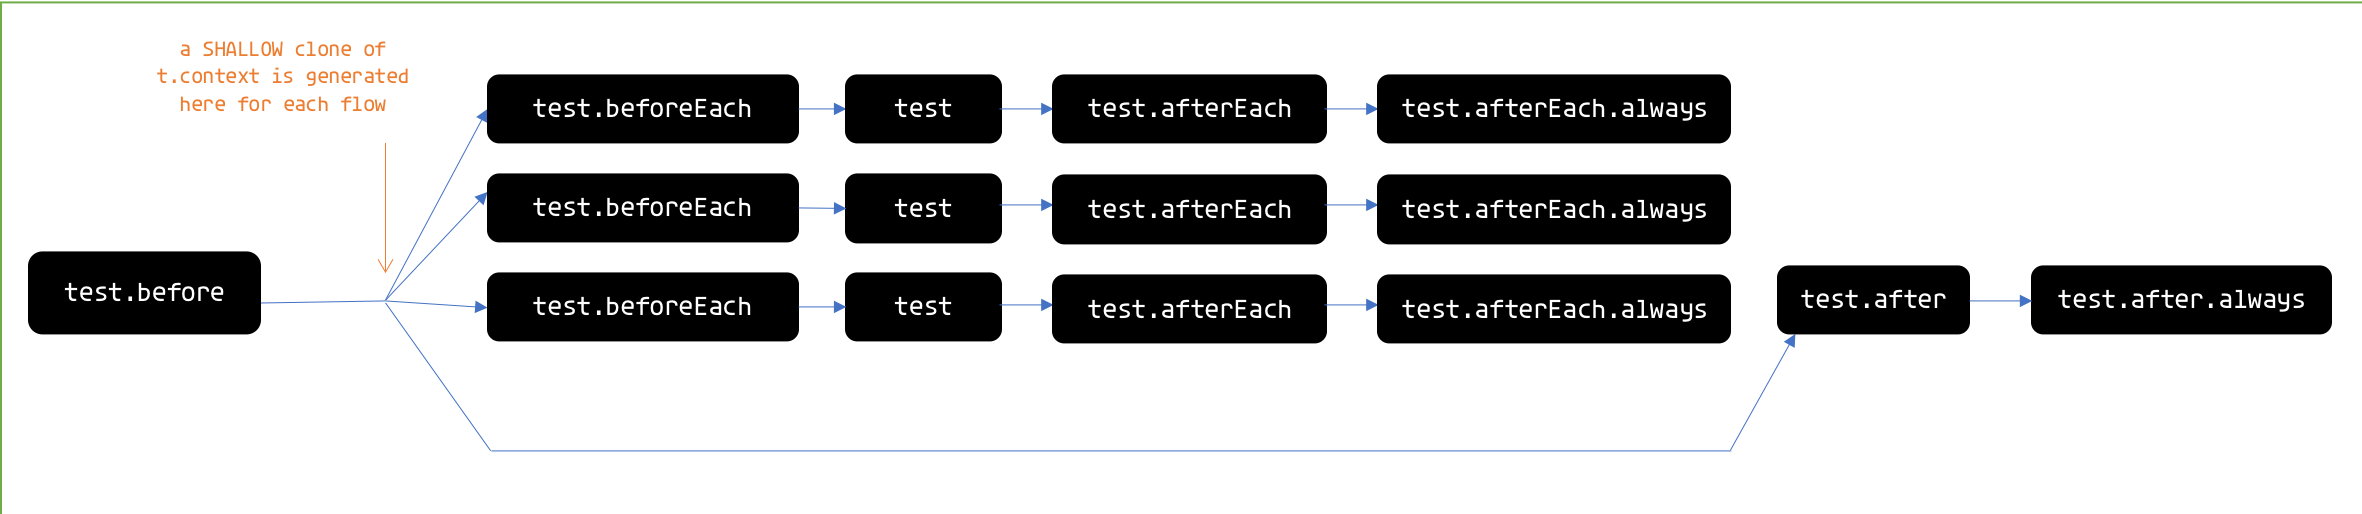 a SHALLOW clone of
t.context is generated
here for each flow
test.beforeEach
test
test.afterEach
test.afterEach.always
test.beforeEach
test
test.afterEach
test.afterEach.always
test.before
test.beforeEach
test
test.afterEach
test.afterEach.always
test.after
test.after.always